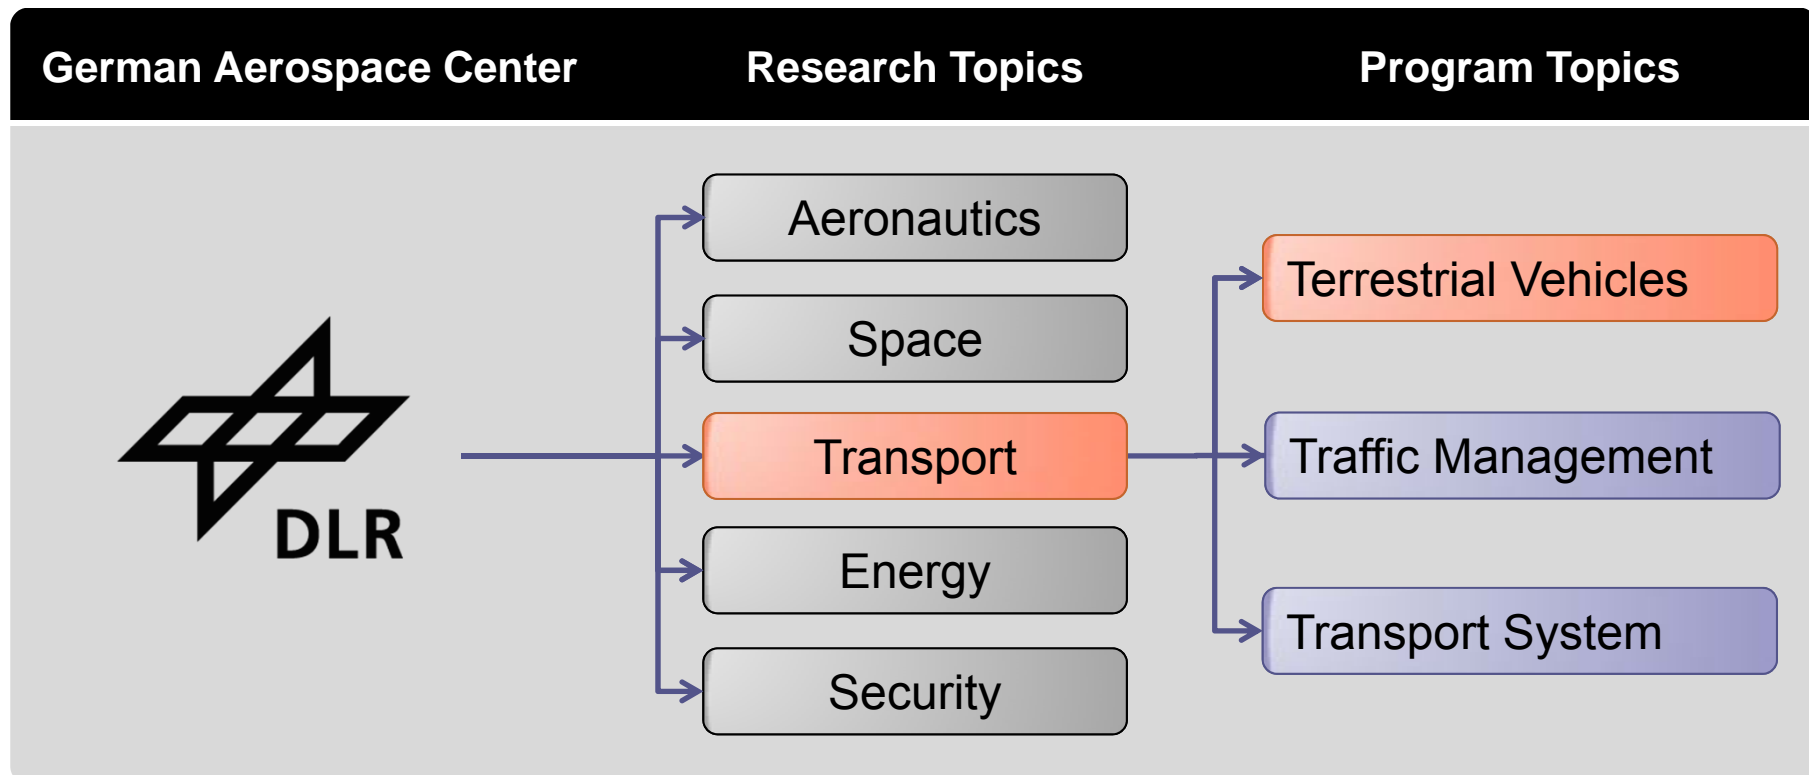 German Aerospace Center
Research Topics
Program Topics
DLR
Aeronautics
Space
Transport
Energy
Security
Terrestrial Vehicles
Traffic Management
Transport System